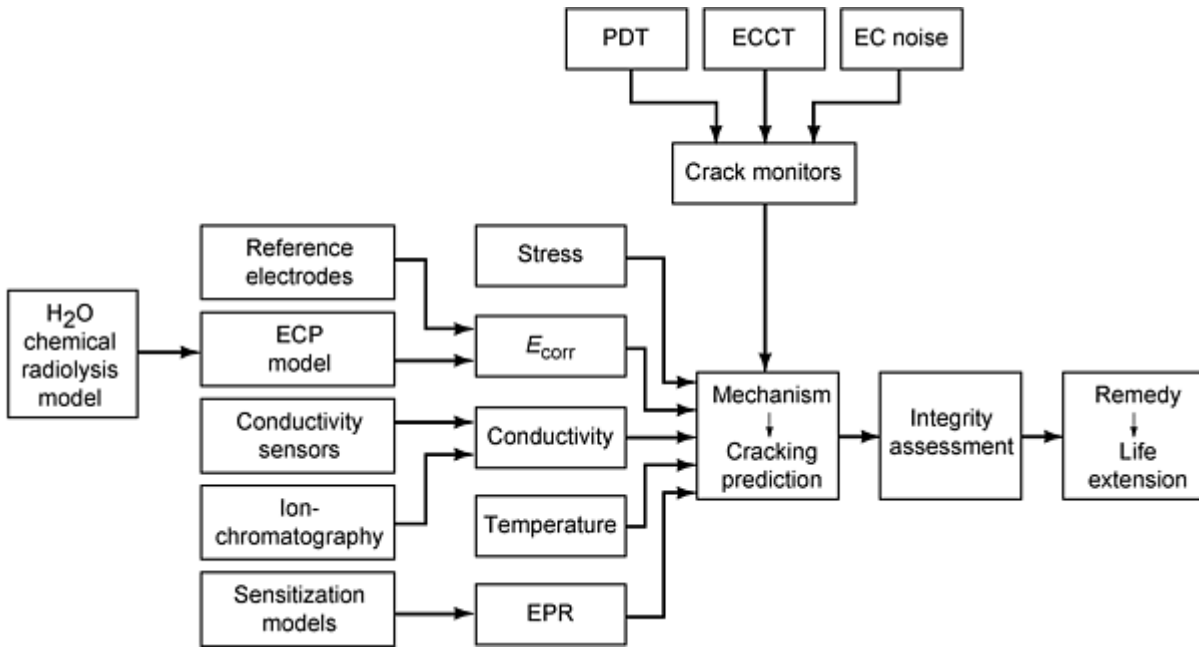 PDT
ECCT
EC noise
Crack monitors
Reference
electrodes
Stress
H₂O
chemical
radiolysis
model
ECP
model
E_corr
Conductivity
sensors
Conductivity
Mechanism
Cracking
prediction
Integrity
assessment
Remedy
Life
extension
Ion-
chromatography
Temperature
Sensitization
models
EPR